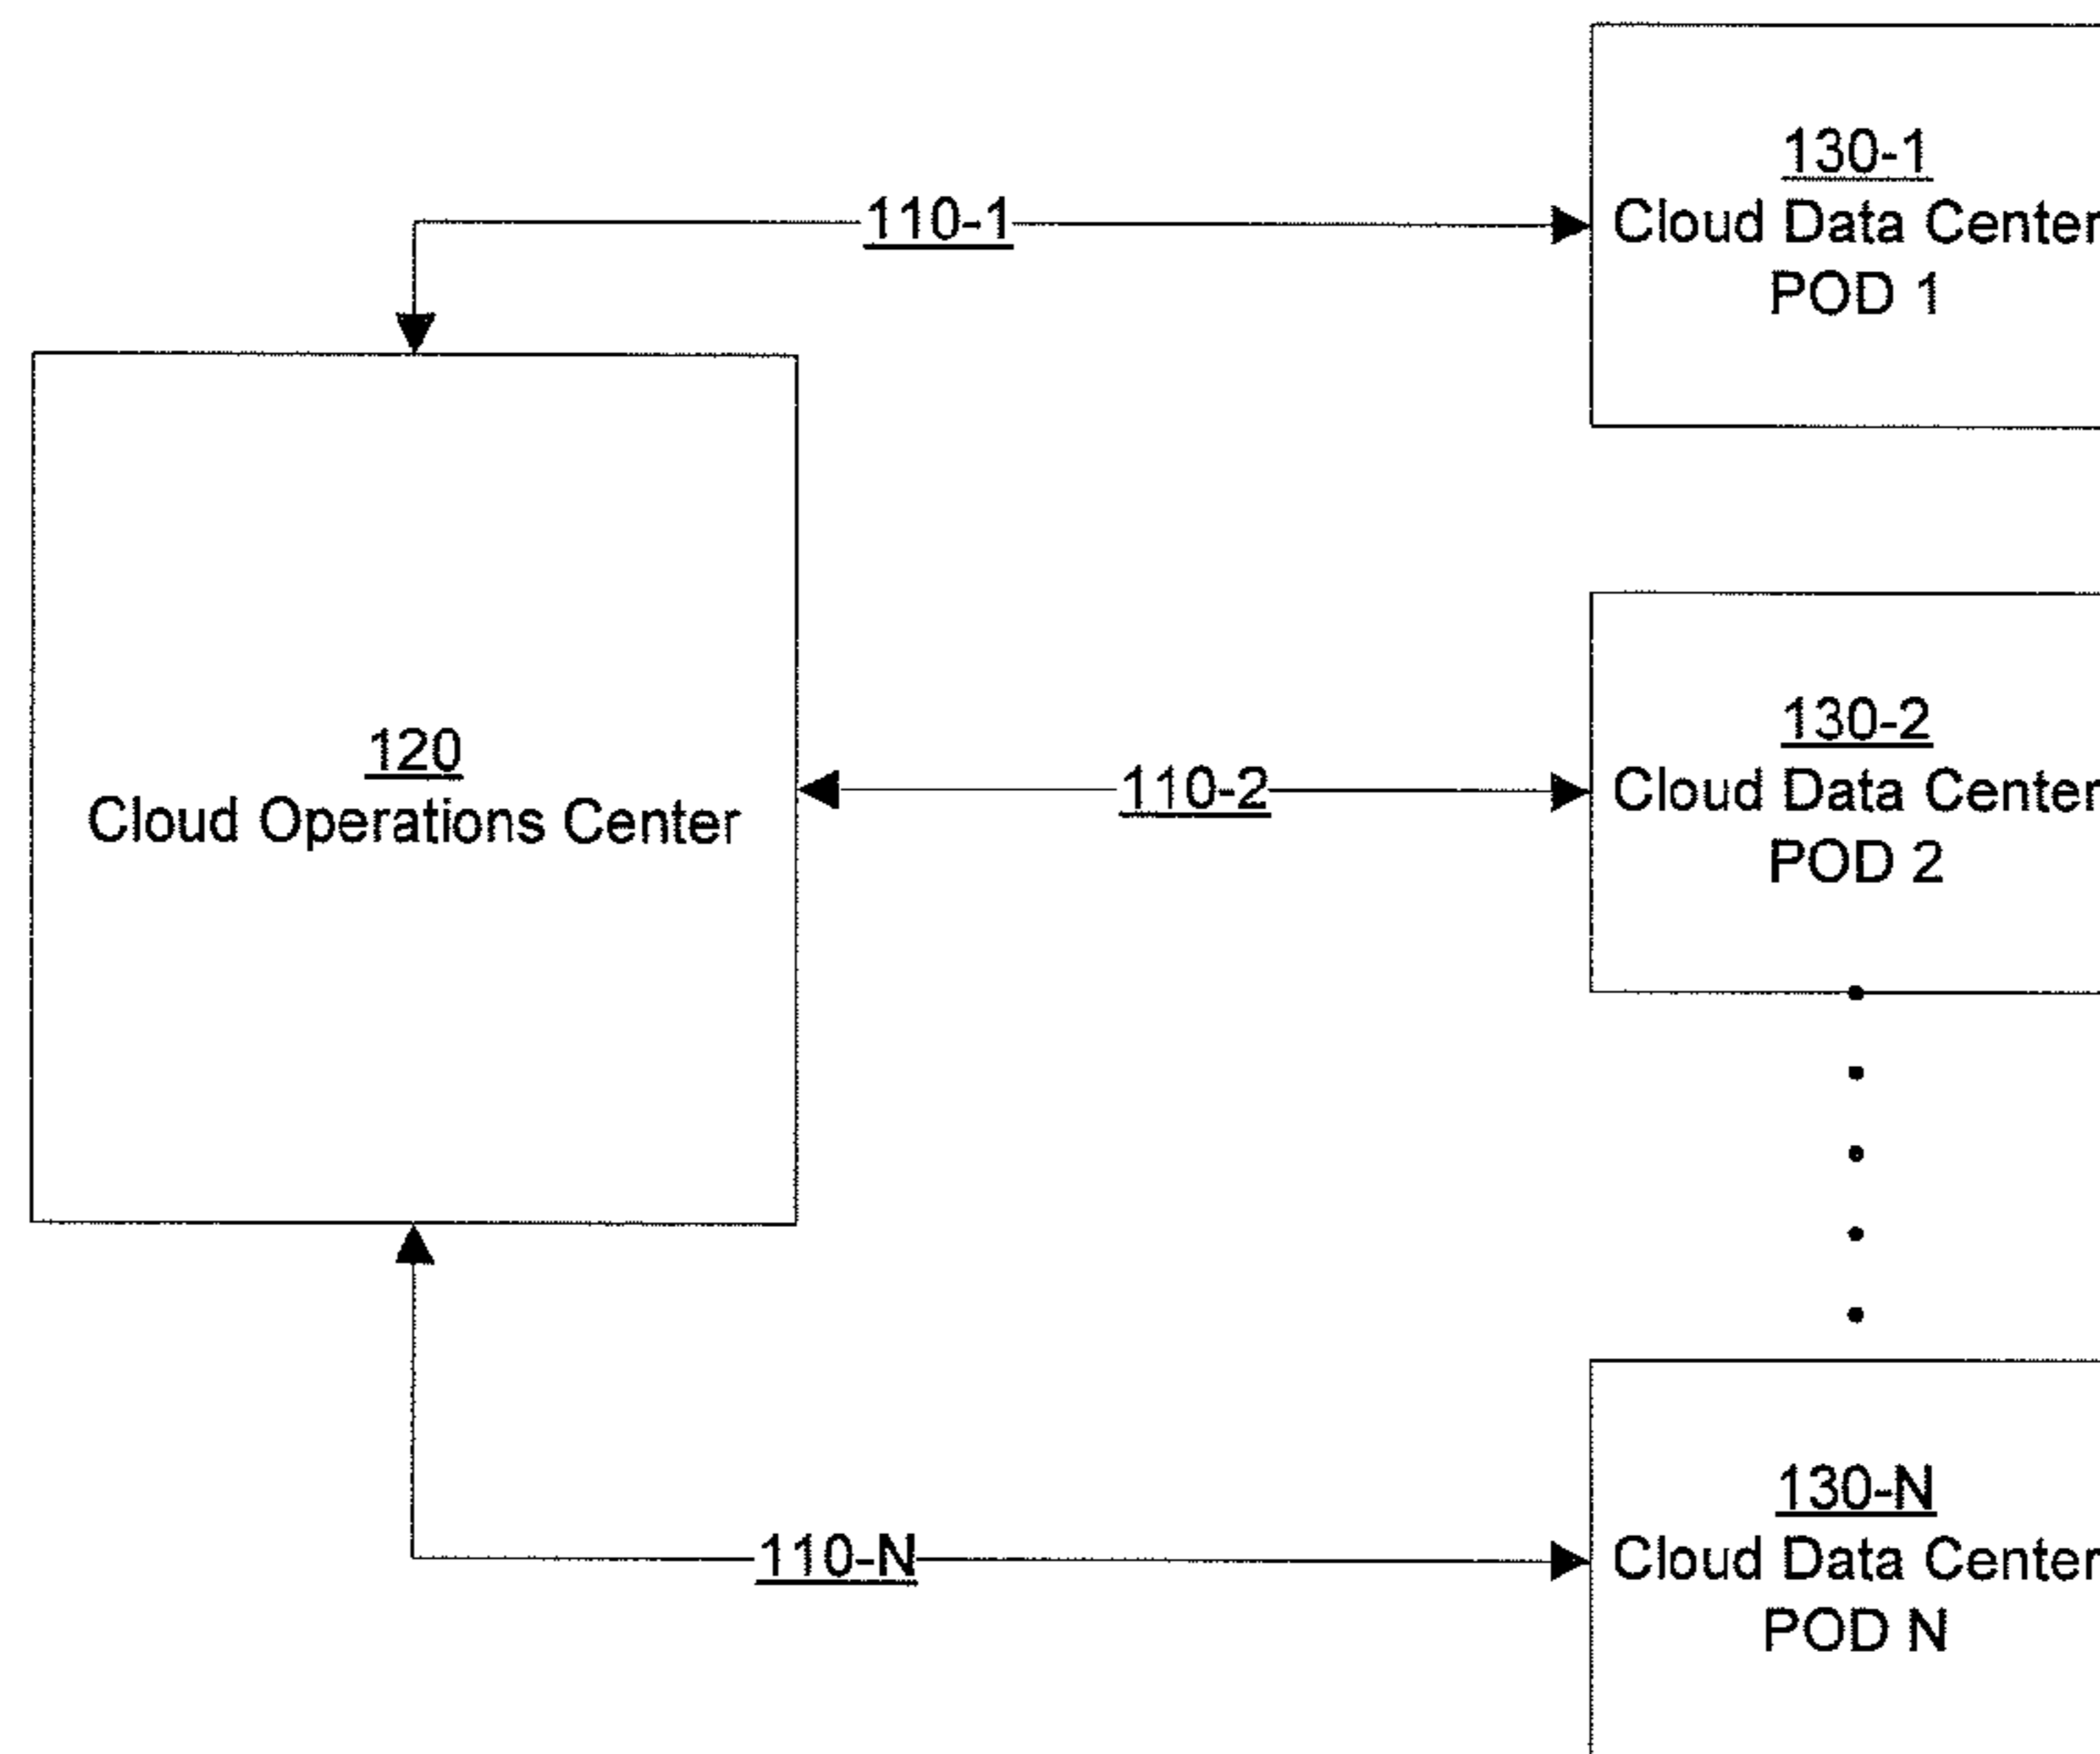 130-1
Cloud Data Center
POD 1
110-1
120
Cloud Operations Center
110-2
130-2
Cloud Data Center
POD 2
110-N
130-N
Cloud Data Center
POD N